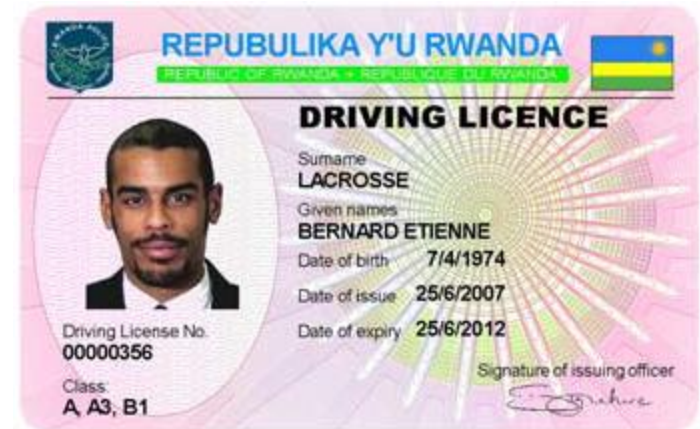 REPUBULIKA Y'U RWANDA
REPUBLIC OF RWANDA • REPUBLIQUE DU RWANDA
DRIVING LICENCE
Surname
LACROSSE
Given names
BERNARD ETIENNE
Date of birth 7/4/1974
Date of issue 25/6/2007
Date of expiry 25/6/2012
Driving License No.
00000356
Class:
A, A3, B1
Signature of issuing officer